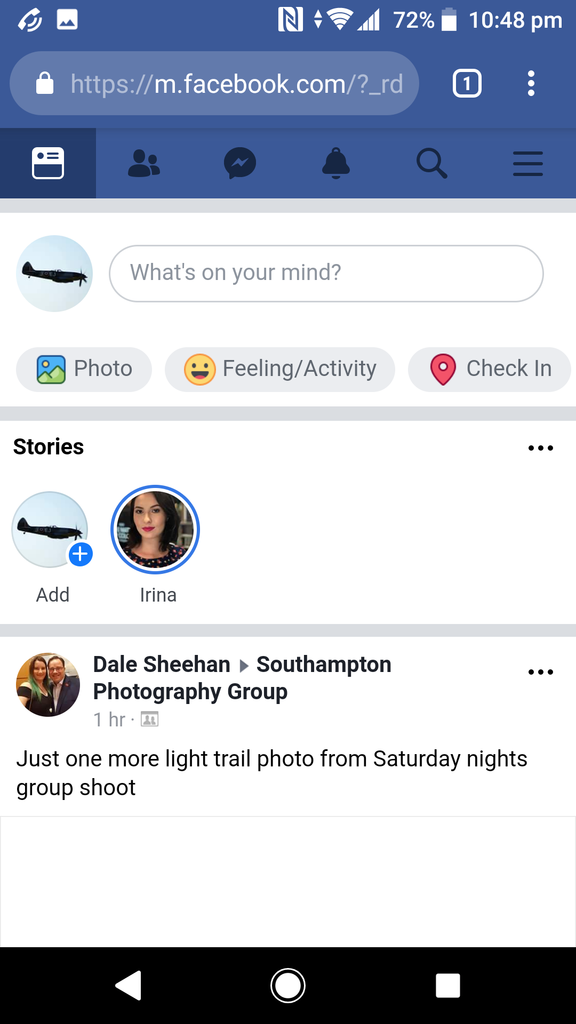 72% 10:48 pm
https://m.facebook.com/?_rd
1
What's on your mind?
Photo Feeling/Activity Check In
Stories
Add Irina
Dale Sheehan Southampton
Photography Group
1 hr ·
Just one more light trail photo from Saturday nights
group shoot